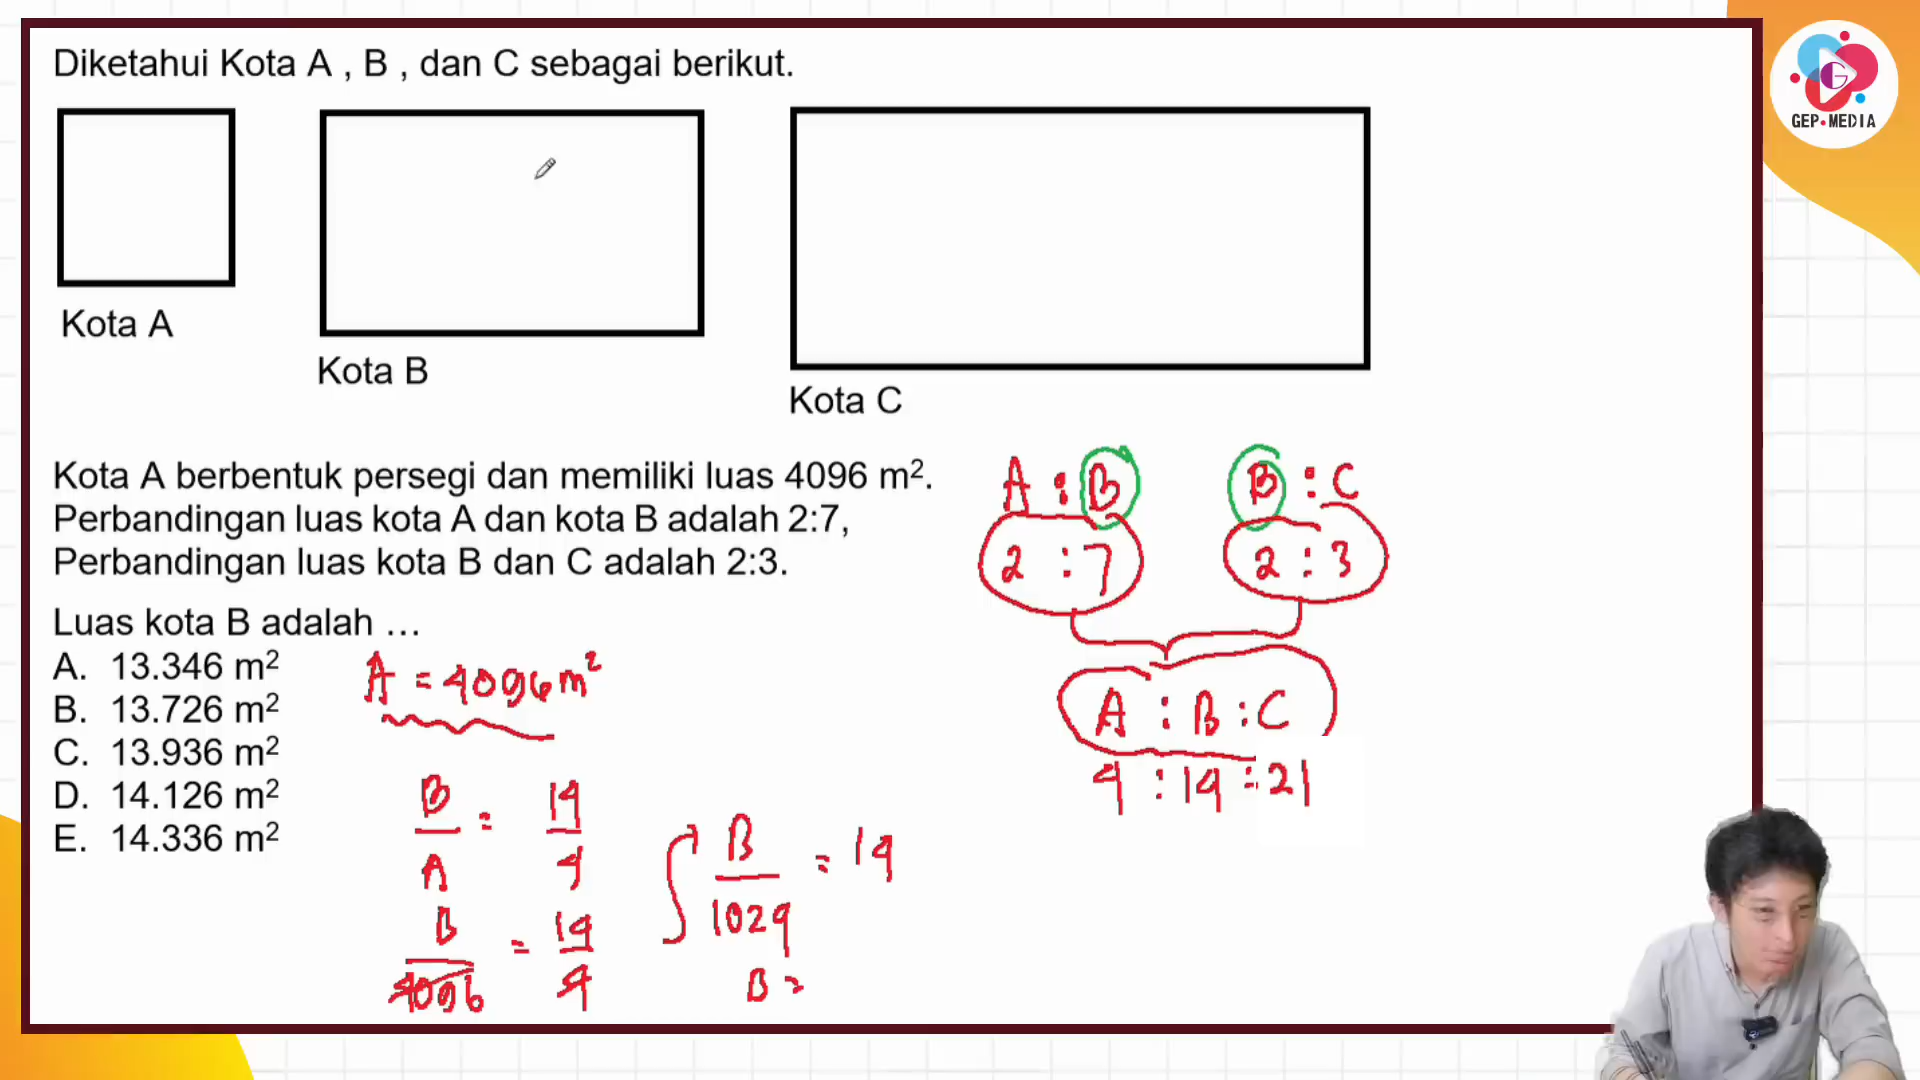 Diketahui Kota A , B , dan C sebagai berikut.
Kota A
Kota B
Kota C
Kota A berbentuk persegi dan memiliki luas 4096 m².
Perbandingan luas kota A dan kota B adalah 2:7,
Perbandingan luas kota B dan C adalah 2:3.
Luas kota B adalah ...
A. 13.346 m²
B. 13.726 m²
C. 13.936 m²
D. 14.126 m²
E. 14.336 m²
A = 4096 m²
B/A = 14/4
B/4096 = 14/4
B/1024 = 14
B =
A : B
2 : 7
B : C
2 : 3
A : B : C
4 : 14 : 21
GEP•MEDIA
G